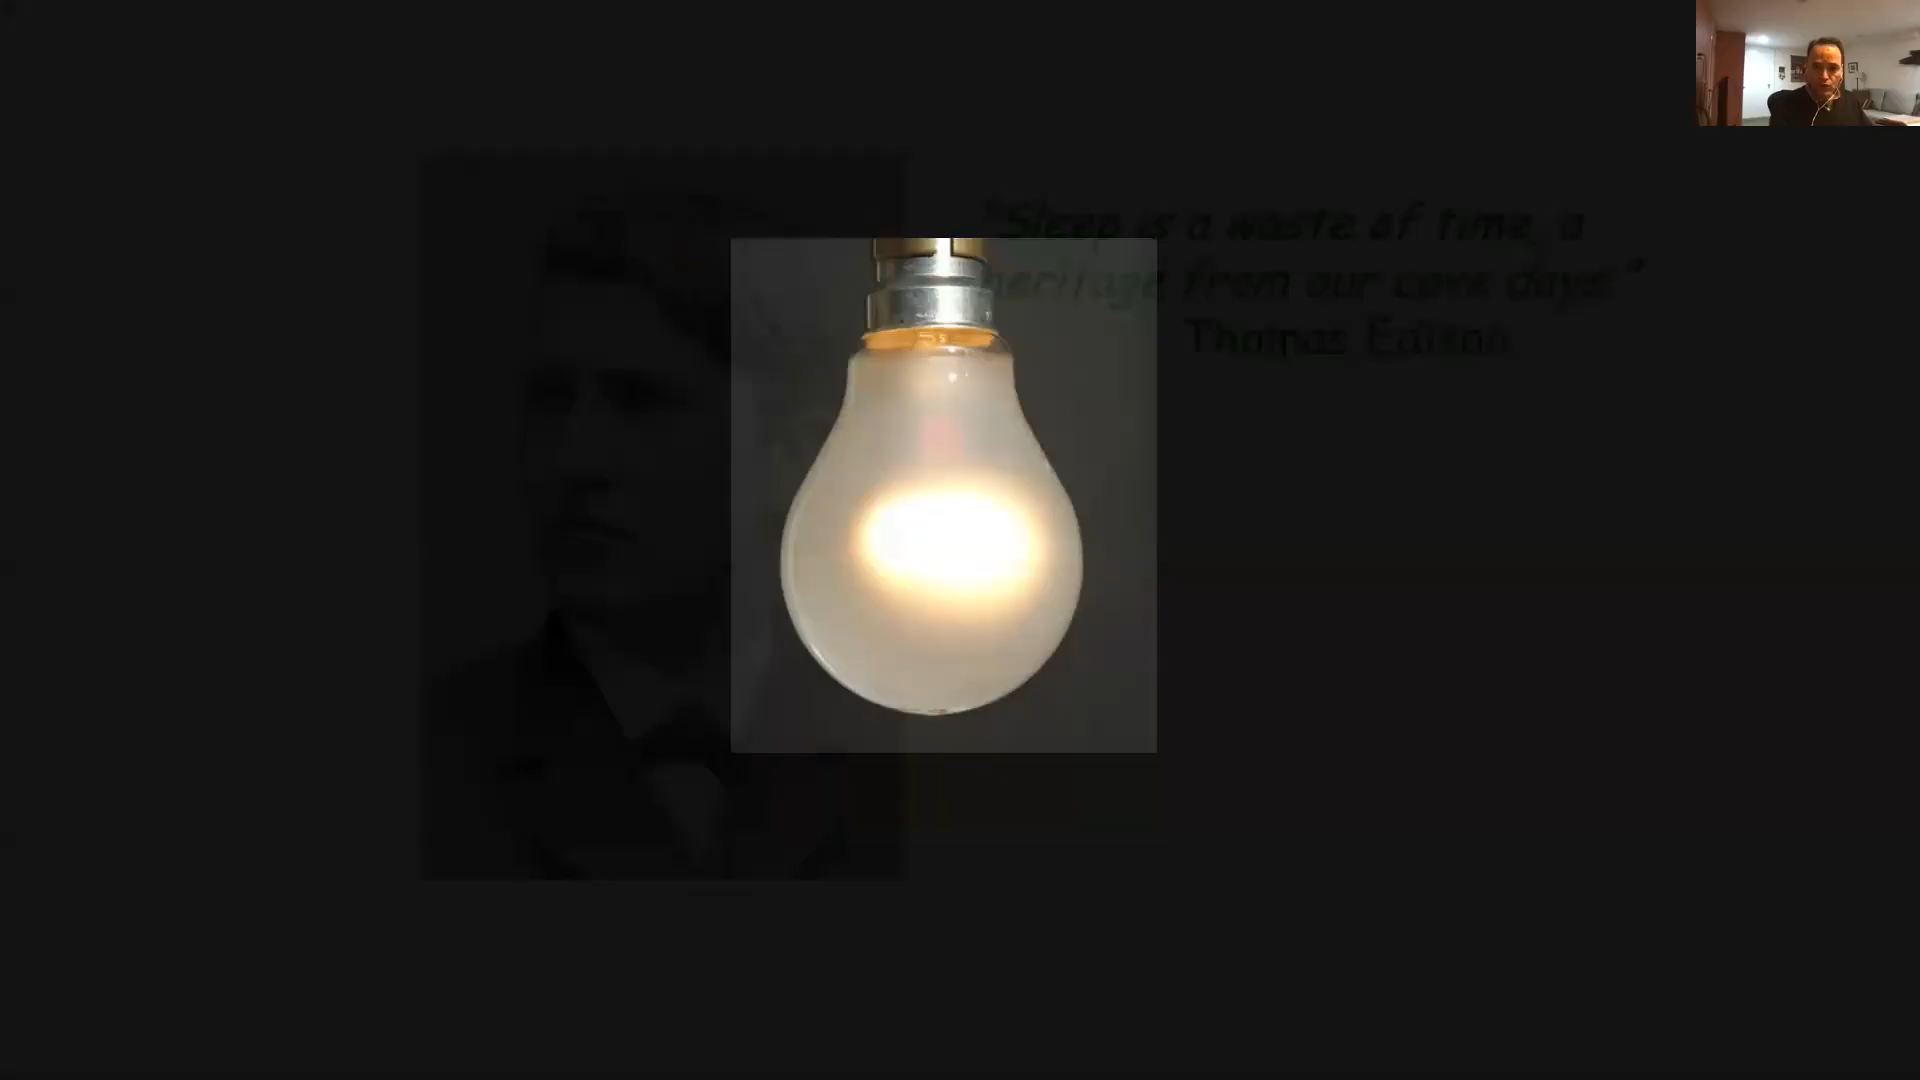 "Sleep is a waste of time, a
heritage from our cave days."
Thomas Edison